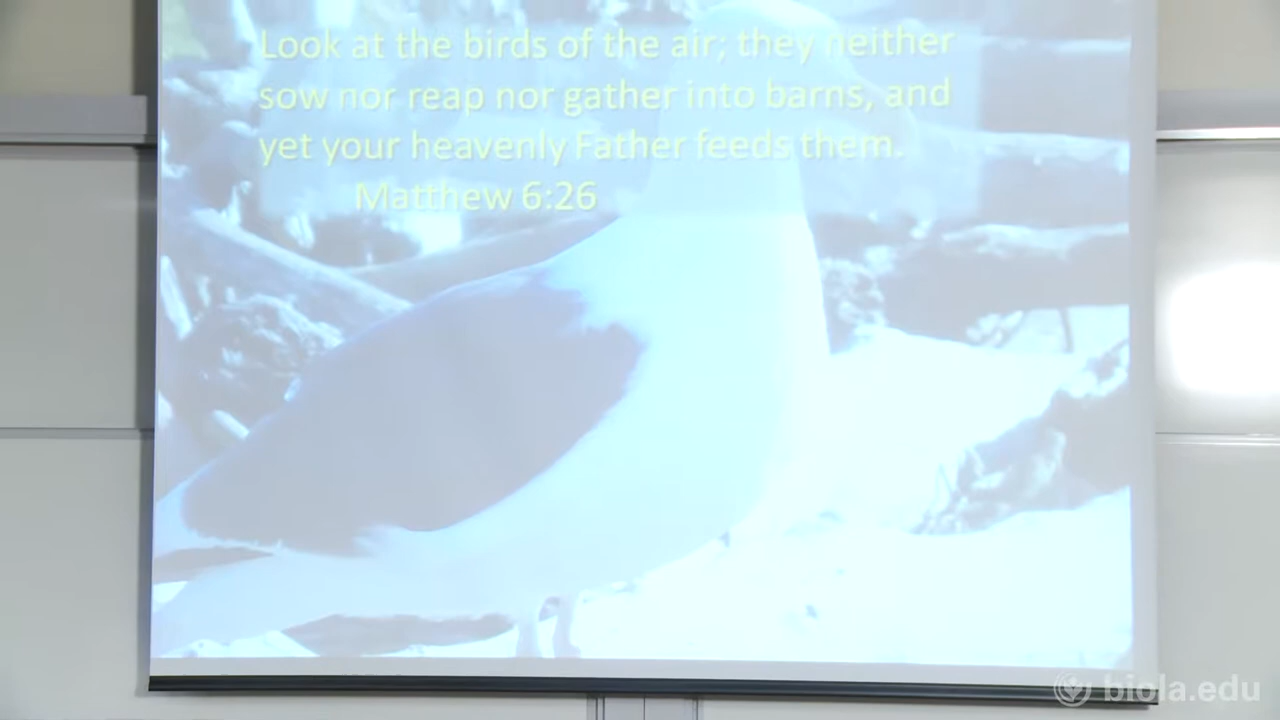 Look at the birds of the air; they neither
sow nor reap nor gather into barns, and
yet your heavenly Father feeds them.
Matthew 6:26
biola.edu